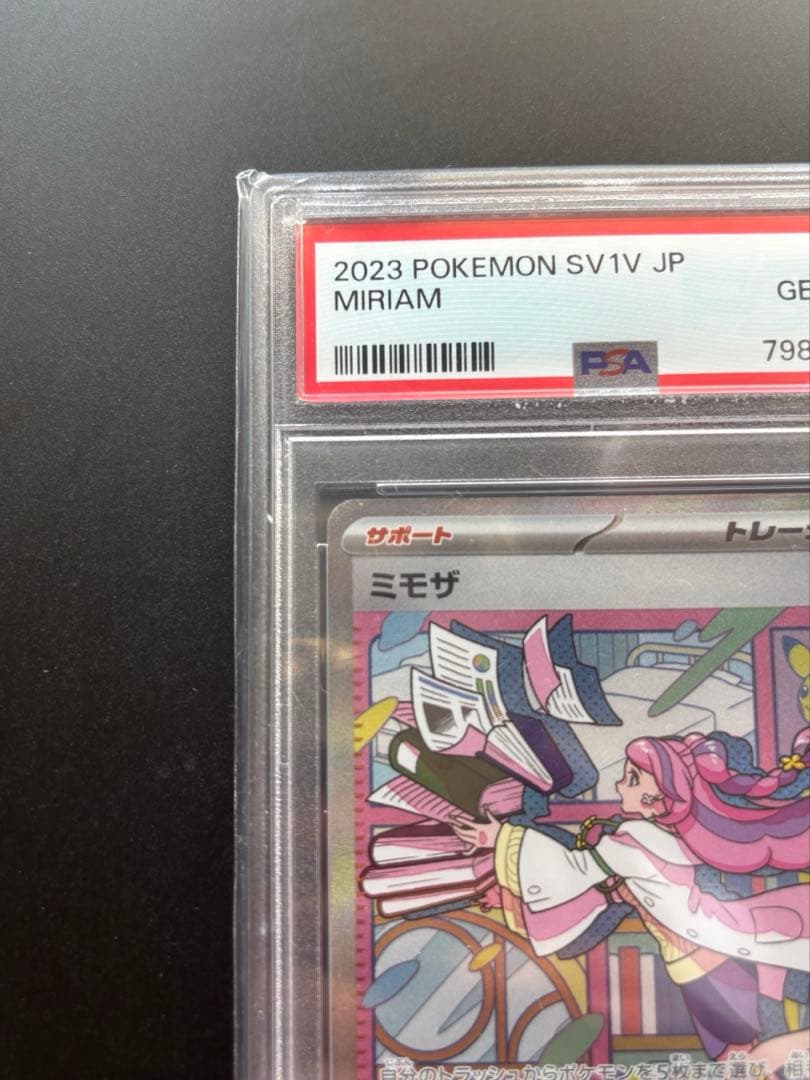 2023 POKEMON SV1V JP
MIRIAM
GE
798
PSA
サポート
トレー
ミモザ
自分のトラッシュからポケモンを5枚まで選び、相